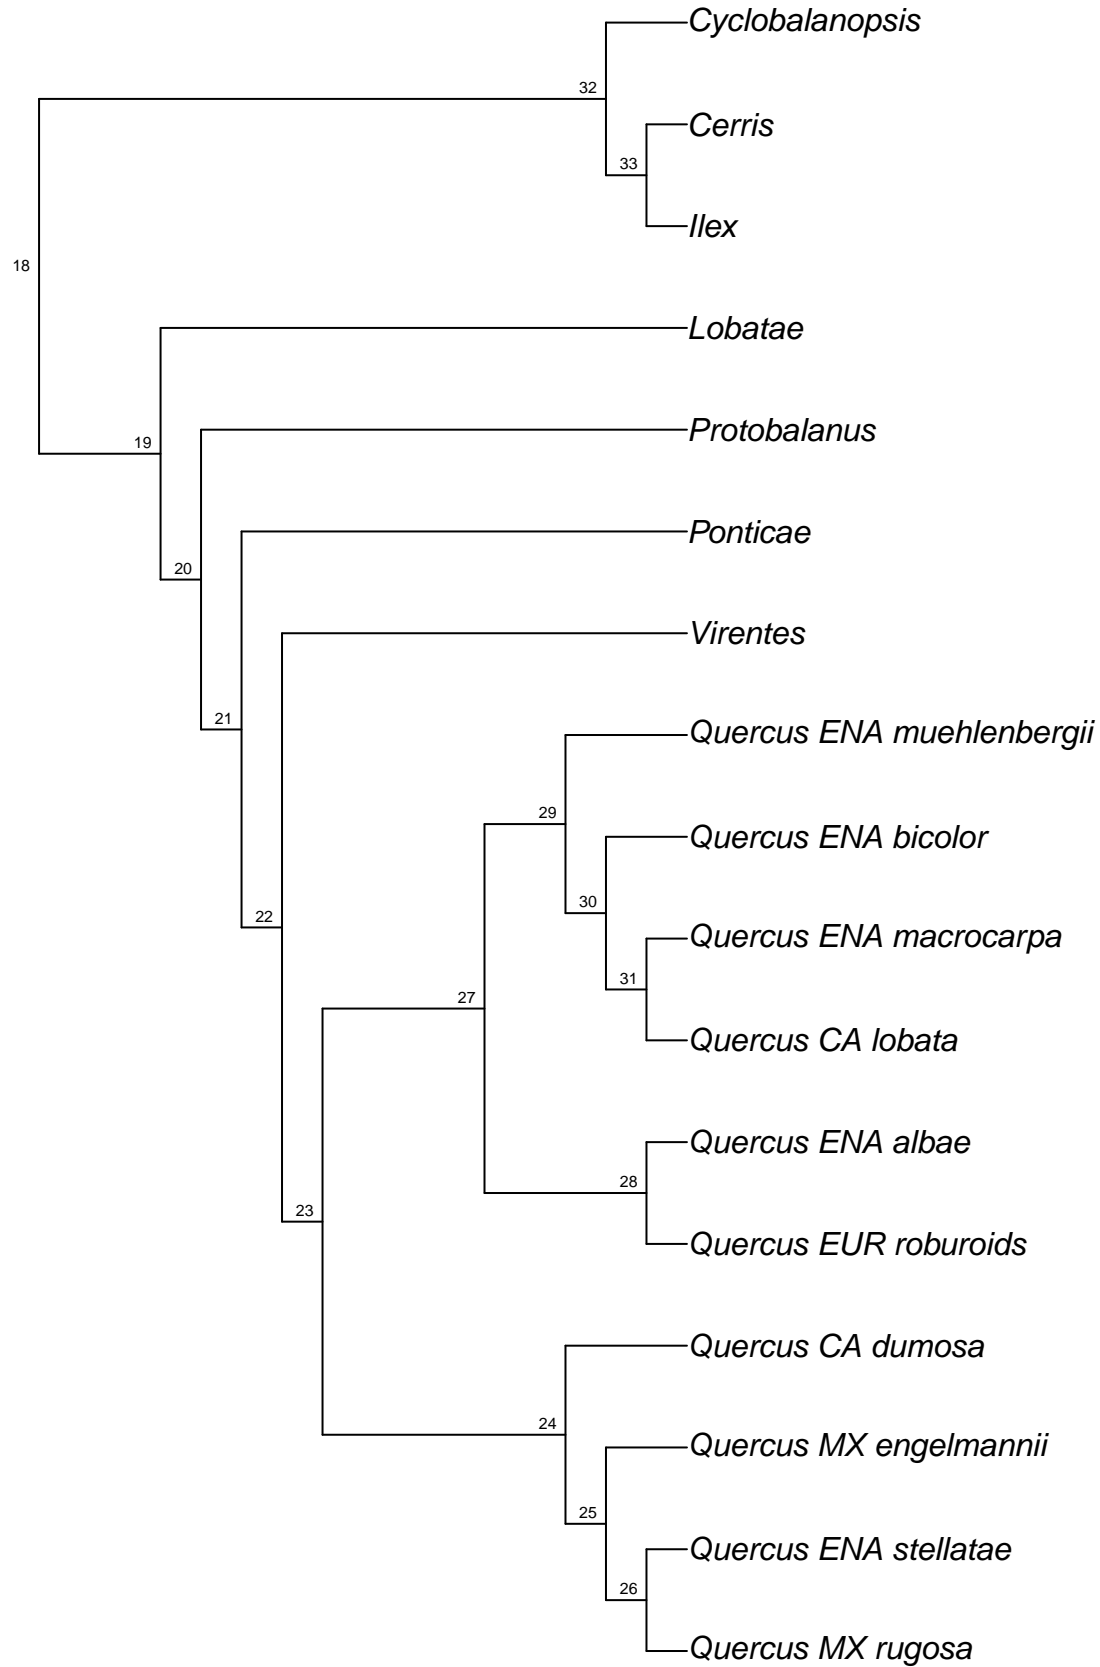 Cyclobalanopsis
32
Cerris
33
Ilex
18
Lobatae
Protobalanus
19
Ponticae
20
Virentes
21
Quercus ENA muehlenbergii
29
Quercus ENA bicolor
30
22
Quercus ENA macrocarpa
31
27
Quercus CA lobata
Quercus ENA albae
28
23
Quercus EUR roburoids
Quercus CA dumosa
24
Quercus MX engelmannii
25
Quercus ENA stellatae
26
Quercus MX rugosa